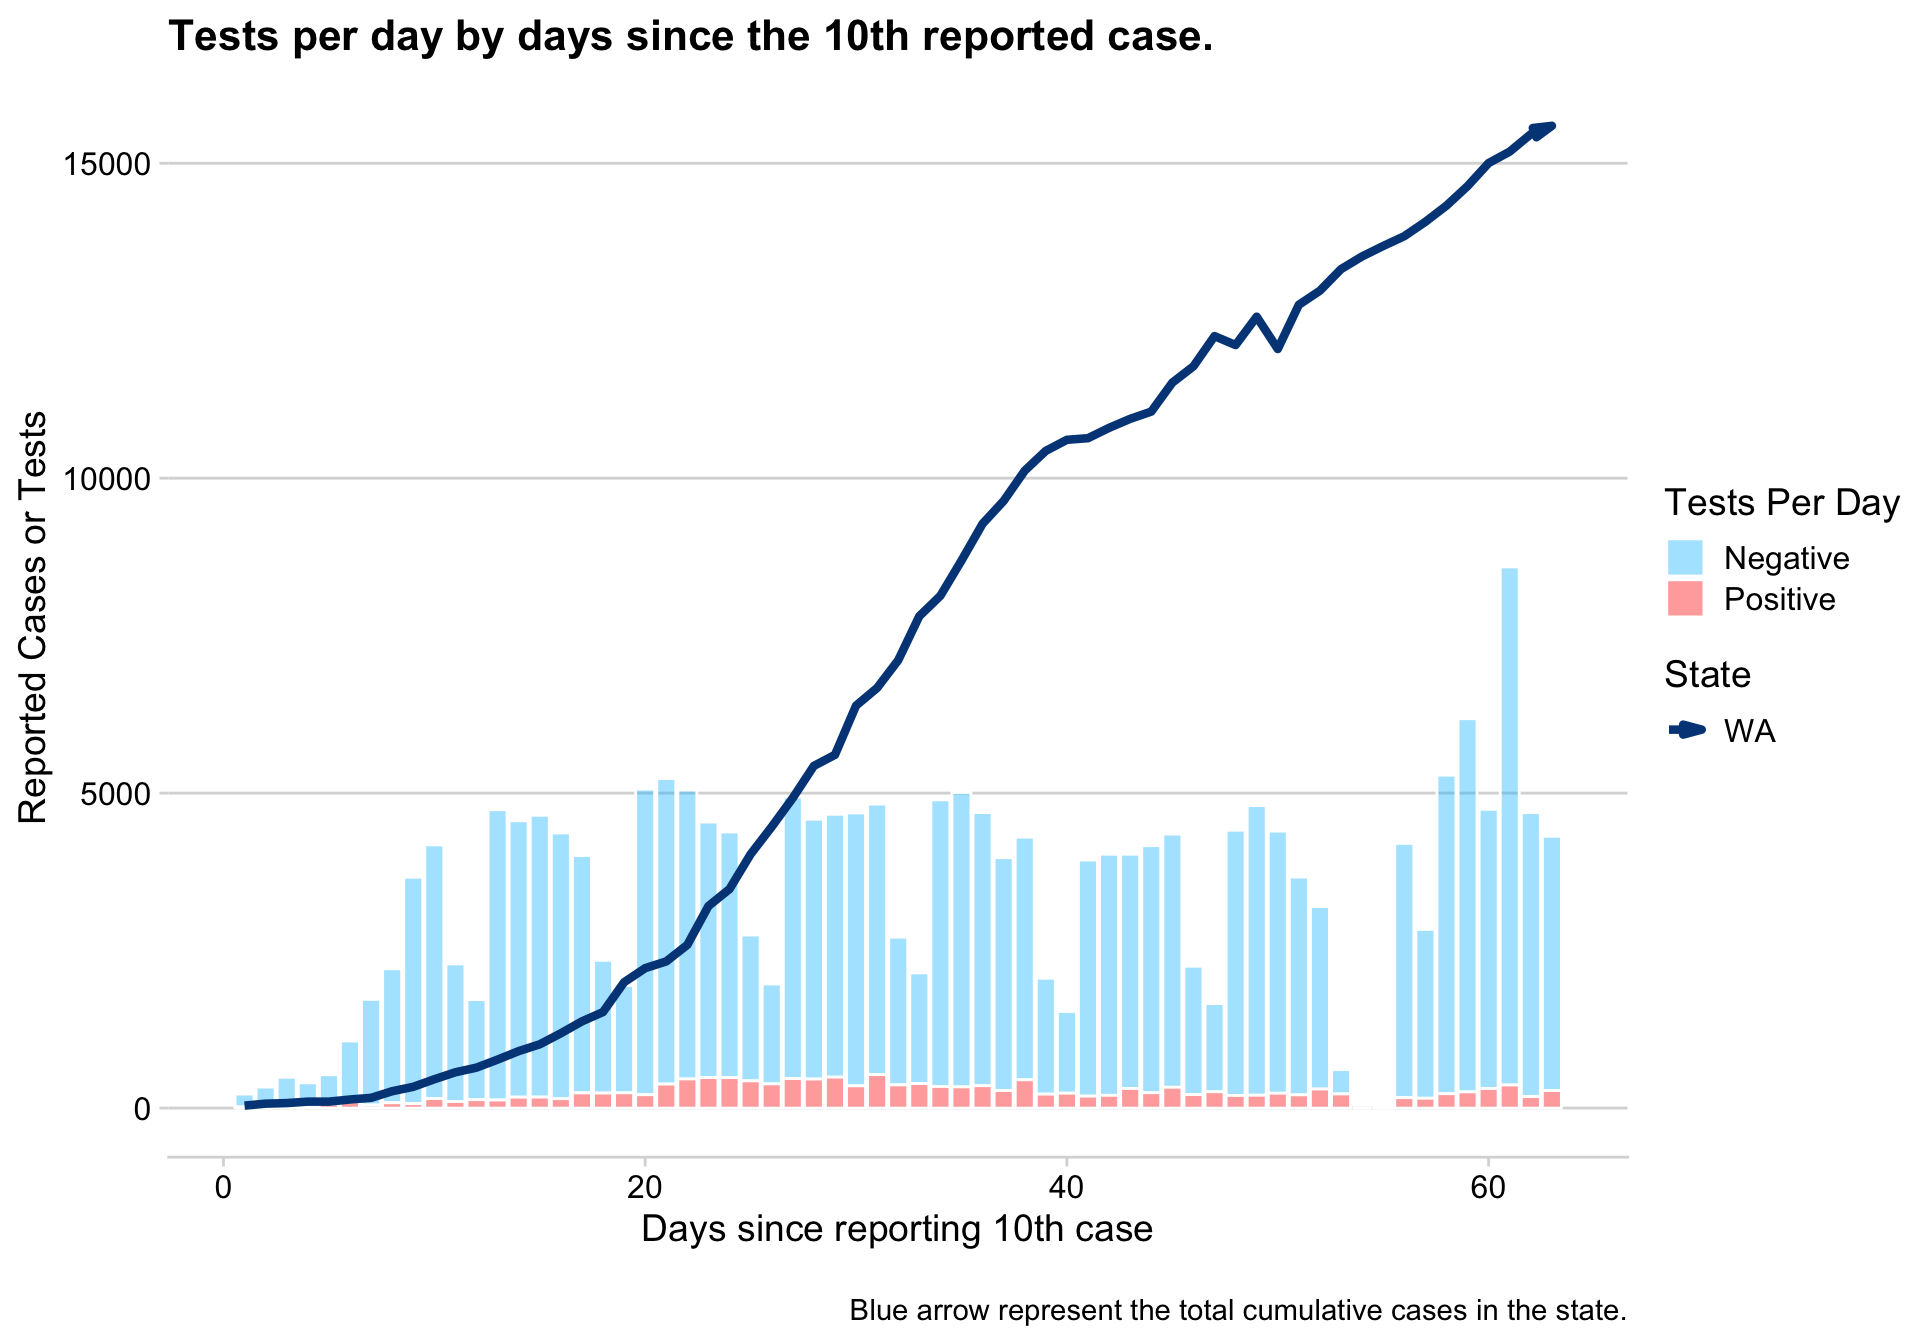 Tests per day by days since the 10th reported case.
15000
10000
5000
0
Reported Cases or Tests
0
20
40
60
Days since reporting 10th case
Tests Per Day
Negative
Positive
State
WA
Blue arrow represent the total cumulative cases in the state.